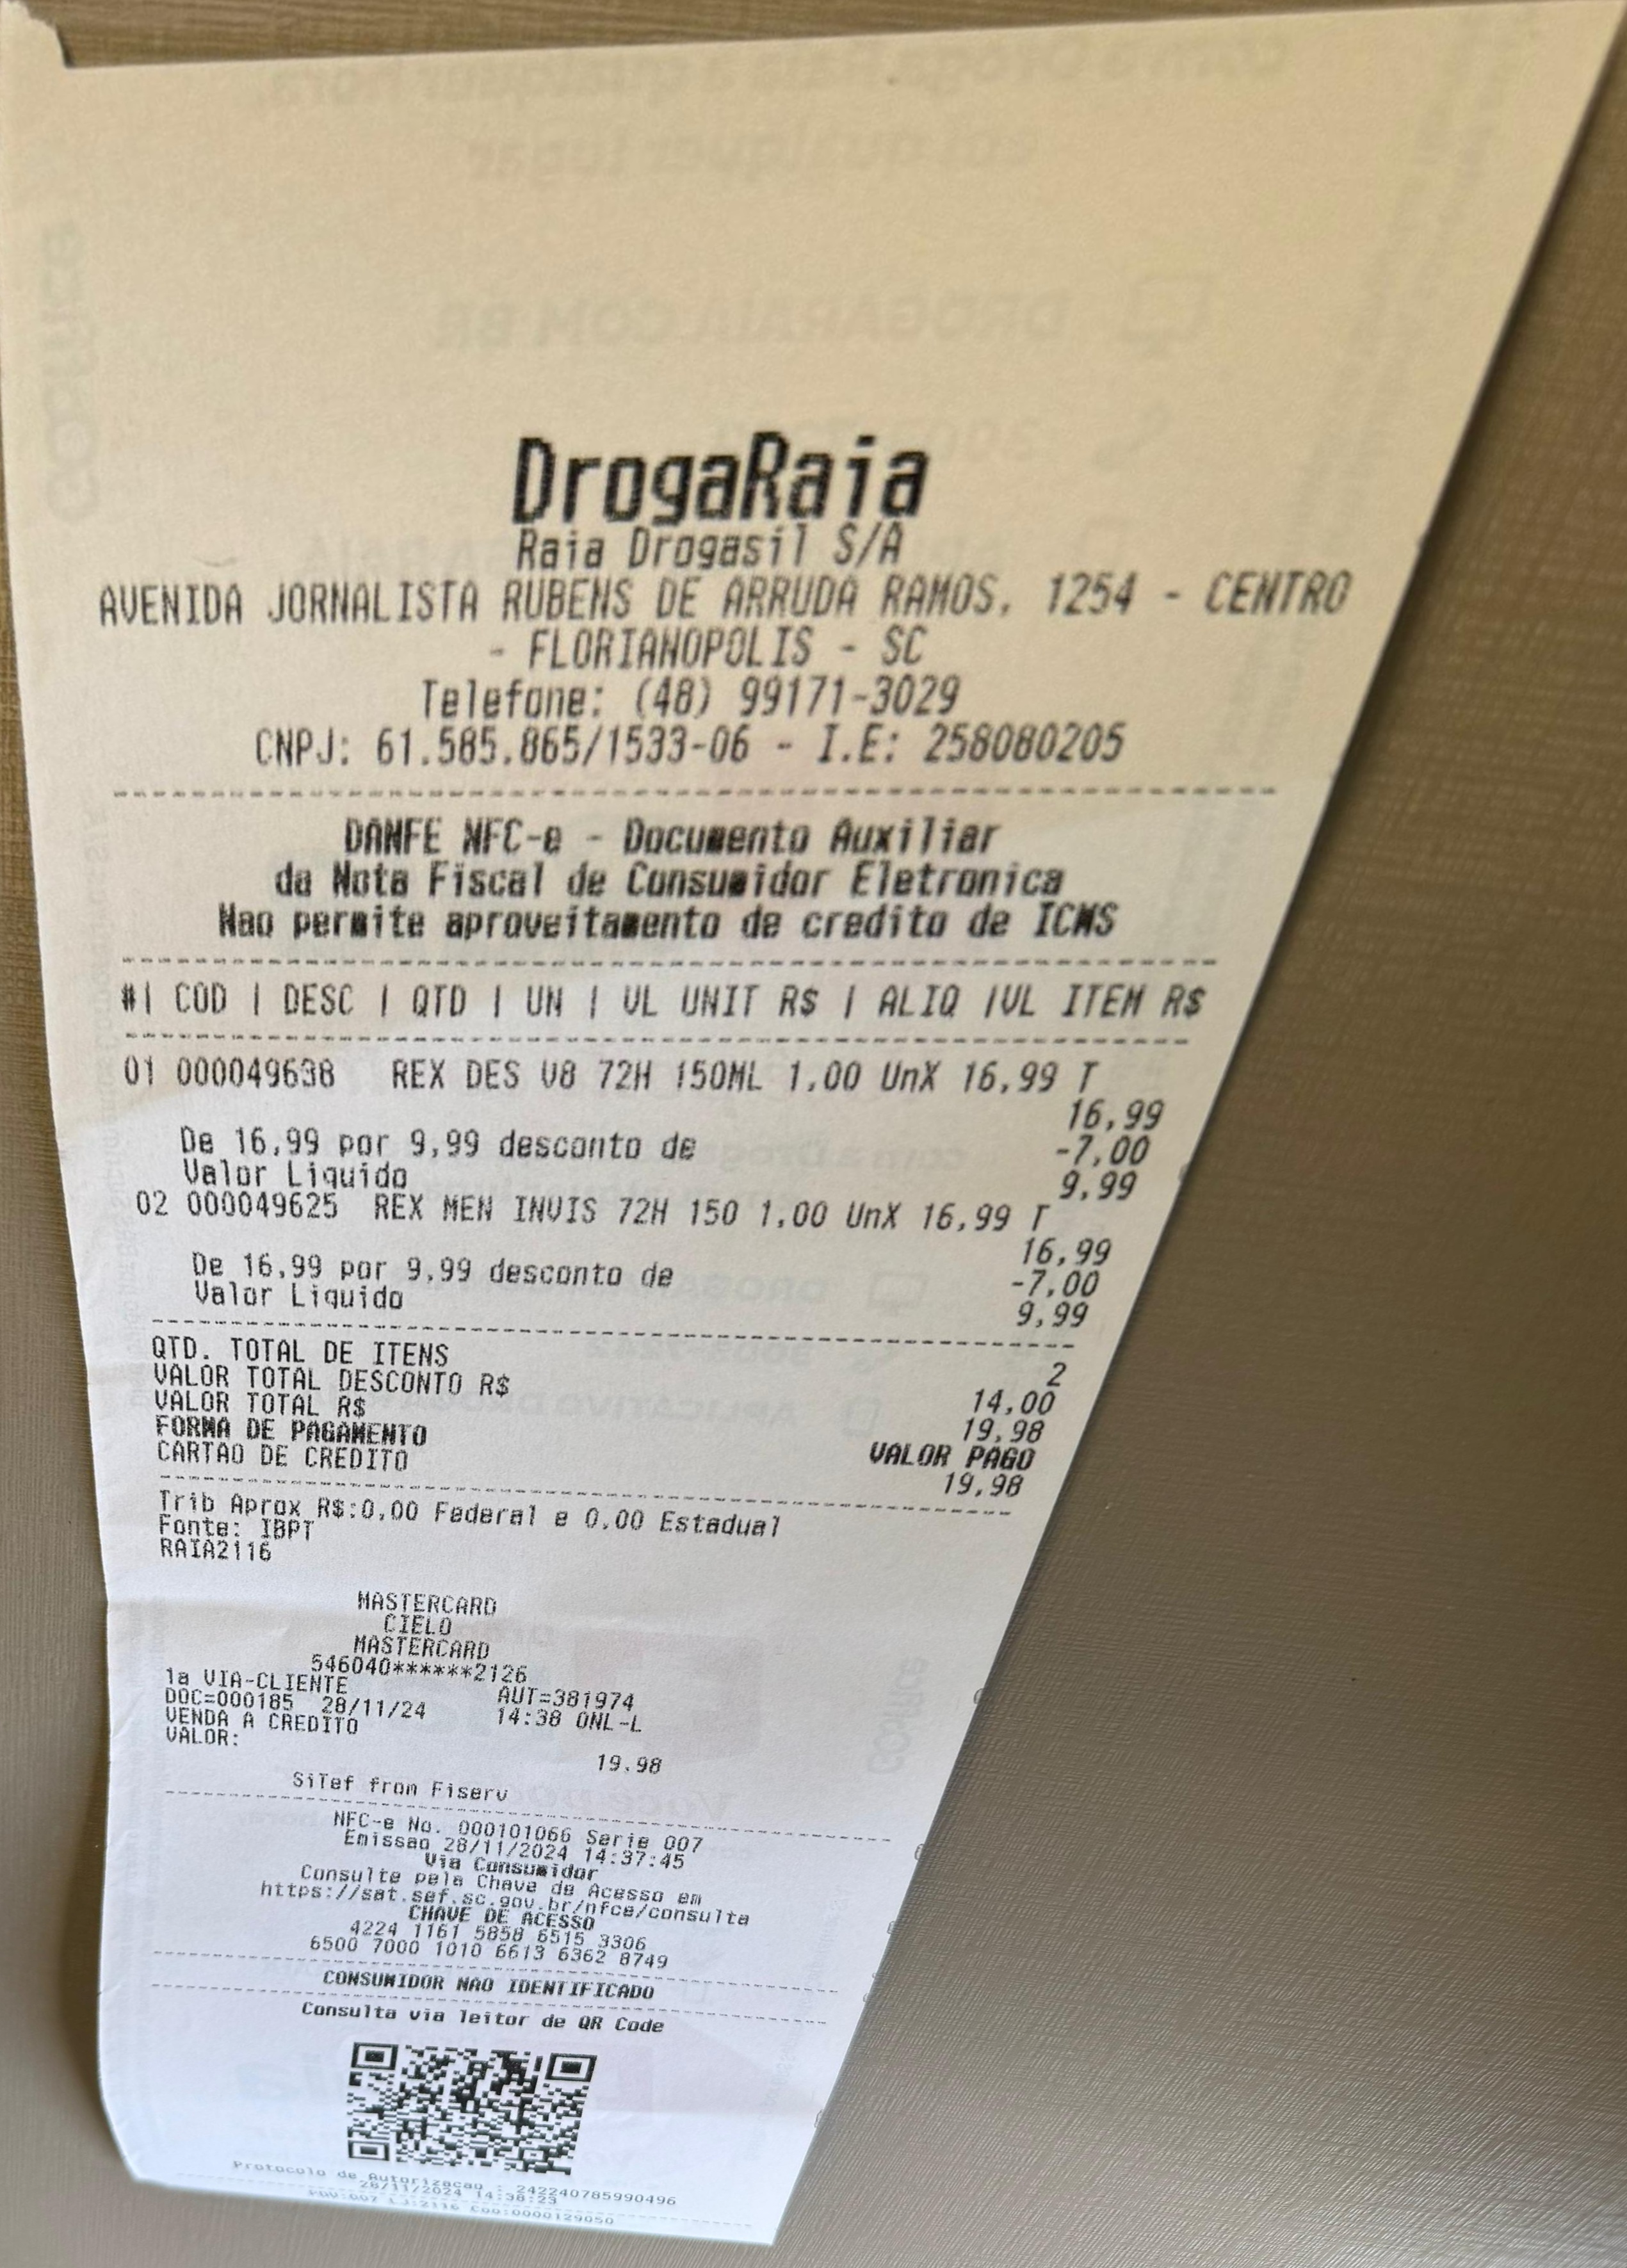 DrogaRaia
Raia Drogasil S/A
AVENIDA JORNALISTA RUBENS DE ARRUDA RAMOS, 1254 - CENTRO
- FLORIANOPOLIS - SC
Telefone: (48) 99171-3029
CNPJ: 61.585.865/1533-06 - I.E: 258080205
DANFE NFC-e - Documento Auxiliar
da Nota Fiscal de Consumidor Eletronica
Nao permite aproveitamento de credito de ICMS
#| COD | DESC | QTD | UN | VL UNIT R$ | ALIQ |VL ITEM R$
01 000049638 REX DES V8 72H 150ML 1,00 UnX 16,99 T
16,99
De 16,99 por 9,99 desconto de -7,00
Valor Liquido 9,99
02 000049625 REX MEN INVIS 72H 150 1,00 UnX 16,99 T
16,99
De 16,99 por 9,99 desconto de -7,00
Valor Liquido 9,99
QTD. TOTAL DE ITENS 2
VALOR TOTAL DESCONTO R$ 14,00
VALOR TOTAL R$ 19,98
FORMA DE PAGAMENTO VALOR PAGO
CARTAO DE CREDITO 19,98
Trib Aprox R$:0,00 Federal e 0,00 Estadual
Fonte: IBPT
RAIA2116
MASTERCARD
CIELO
MASTERCARD
546040******2126
1a VIA-CLIENTE AUT=381974
DOC=000185 28/11/24 14:38 ONL-L
VENDA A CREDITO
VALOR: 19.98
SiTef from Fiserv
NFC-e No. 000101066 Serie 007
Emissao 28/11/2024 14:37:45
Via Consumidor
Consulte pela Chave de Acesso em
https://sat.sef.sc.gov.br/nfce/consulta
CHAVE DE ACESSO
4224 1161 5858 6515 3306
6500 7000 1010 6613 6362 8749
CONSUMIDOR NAO IDENTIFICADO
Consulta via leitor de QR Code
Protocolo de Autorizacao : 242240785990496
28/11/2024 14:38:23
PDV:007 LJ:2116 Coo:0000129050